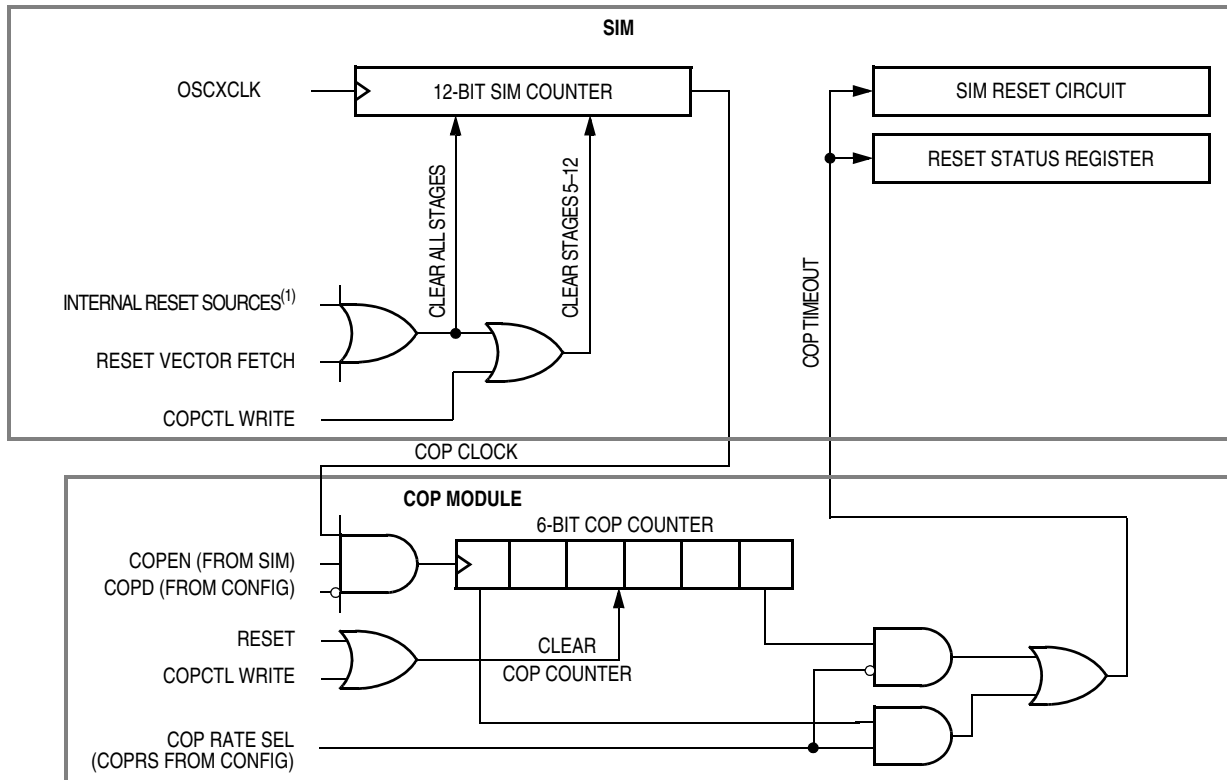 SIM
OSCXCLK
12-BIT SIM COUNTER
SIM RESET CIRCUIT
RESET STATUS REGISTER
CLEAR ALL STAGES
CLEAR STAGES 5–12
COP TIMEOUT
INTERNAL RESET SOURCES(1)
RESET VECTOR FETCH
COPCTL WRITE
COP CLOCK
COP MODULE
6-BIT COP COUNTER
COPEN (FROM SIM)
COPD (FROM CONFIG)
RESET
COPCTL WRITE
CLEAR
COP COUNTER
COP RATE SEL
(COPRS FROM CONFIG)